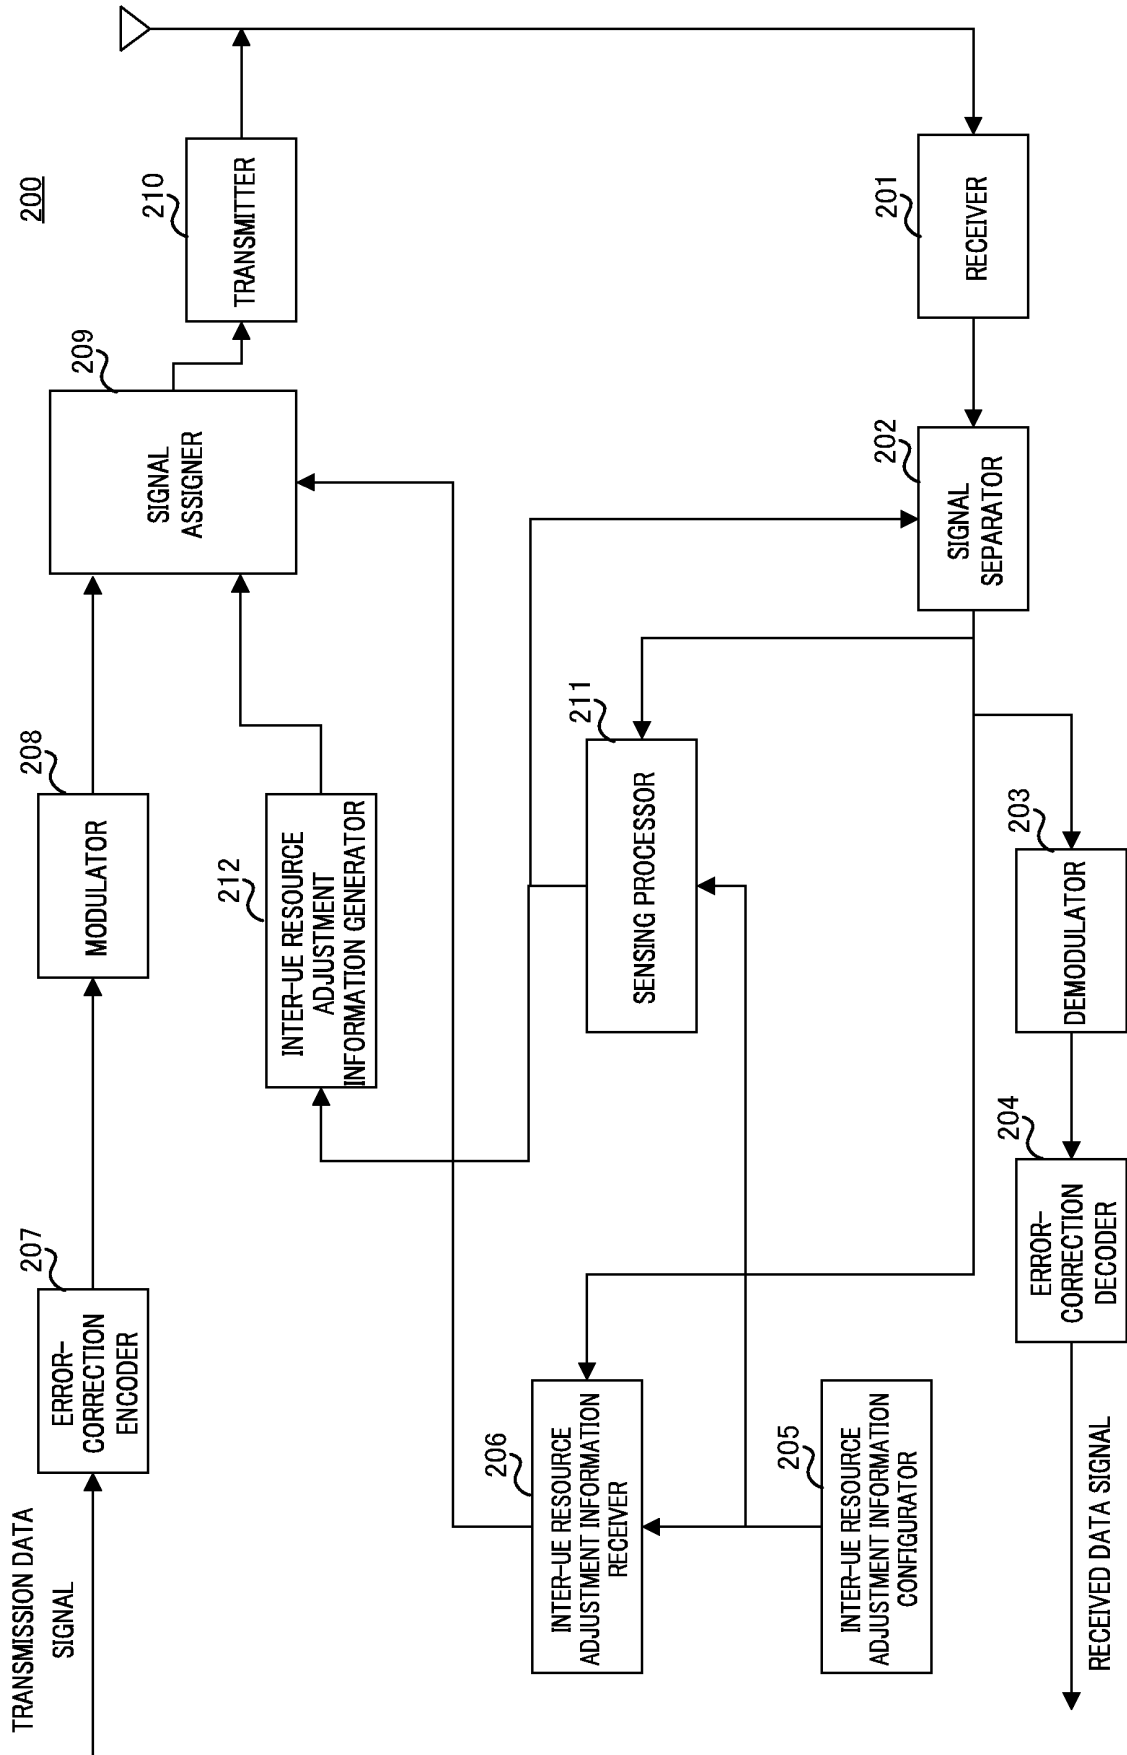 200
TRANSMISSION DATA
SIGNAL
207
ERROR-
CORRECTION
ENCODER
208
MODULATOR
209
SIGNAL
ASSIGNER
210
TRANSMITTER
212
INTER-UE RESOURCE
ADJUSTMENT
INFORMATION GENERATOR
206
INTER-UE RESOURCE
ADJUSTMENT INFORMATION
RECEIVER
211
SENSING PROCESSOR
205
INTER-UE RESOURCE
ADJUSTMENT INFORMATION
CONFIGURATOR
202
SIGNAL
SEPARATOR
201
RECEIVER
204
ERROR-
CORRECTION
DECODER
203
DEMODULATOR
RECEIVED DATA SIGNAL